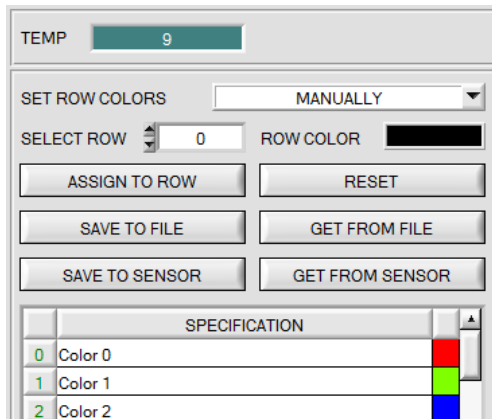 TEMP 9
SET ROW COLORS MANUALLY
SELECT ROW 0 ROW COLOR
ASSIGN TO ROW RESET
SAVE TO FILE GET FROM FILE
SAVE TO SENSOR GET FROM SENSOR
SPECIFICATION
0 Color 0
1 Color 1
2 Color 2